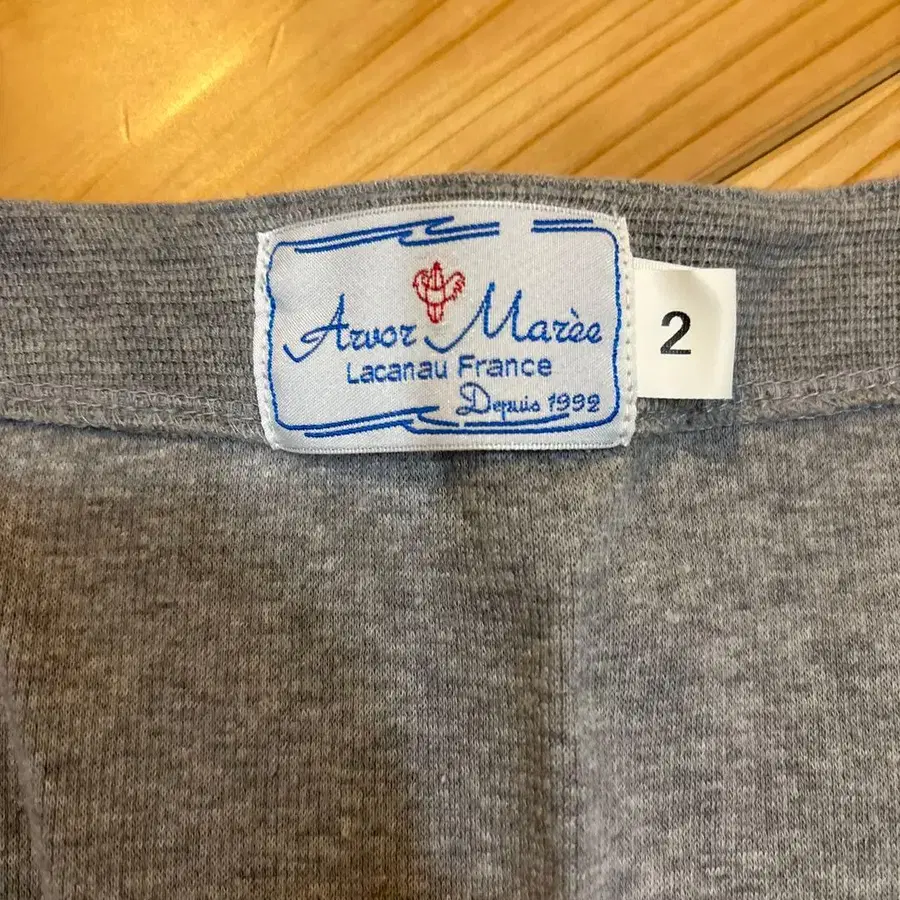 Arvor Marèe
Lacanau France
Depuis 1992
2